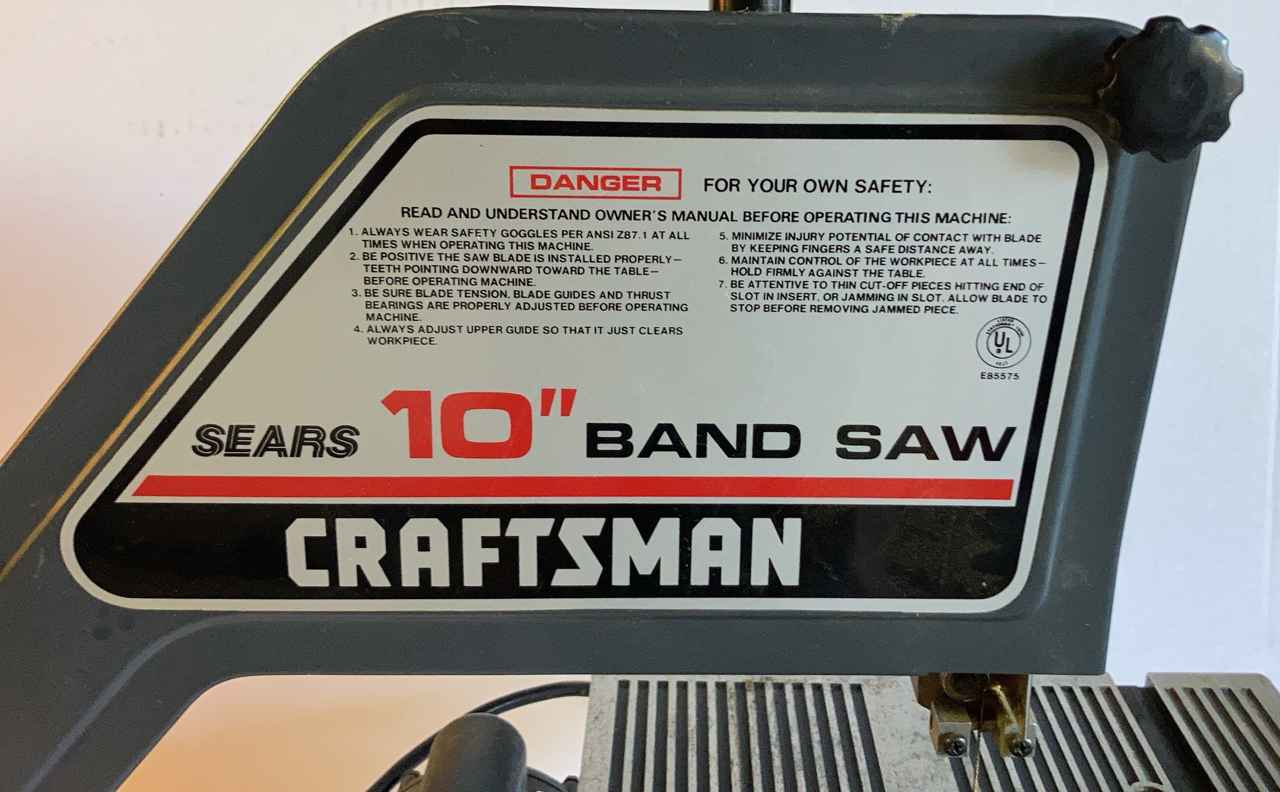 DANGER FOR YOUR OWN SAFETY:
READ AND UNDERSTAND OWNER'S MANUAL BEFORE OPERATING THIS MACHINE:
1. ALWAYS WEAR SAFETY GOGGLES PER ANSI Z87.1 AT ALL
TIMES WHEN OPERATING THIS MACHINE.
2. BE POSITIVE THE SAW BLADE IS INSTALLED PROPERLY—
TEETH POINTING DOWNWARD TOWARD THE TABLE—
BEFORE OPERATING MACHINE.
3. BE SURE BLADE TENSION, BLADE GUIDES AND THRUST
BEARINGS ARE PROPERLY ADJUSTED BEFORE OPERATING
MACHINE.
4. ALWAYS ADJUST UPPER GUIDE SO THAT IT JUST CLEARS
WORKPIECE.
5. MINIMIZE INJURY POTENTIAL OF CONTACT WITH BLADE
BY KEEPING FINGERS A SAFE DISTANCE AWAY.
6. MAINTAIN CONTROL OF THE WORKPIECE AT ALL TIMES—
HOLD FIRMLY AGAINST THE TABLE.
7. BE ATTENTIVE TO THIN CUT-OFF PIECES HITTING END OF
SLOT IN INSERT, OR JAMMING IN SLOT. ALLOW BLADE TO
STOP BEFORE REMOVING JAMMED PIECE.
UL
E85575
SEARS 10" BAND SAW
CRAFTSMAN